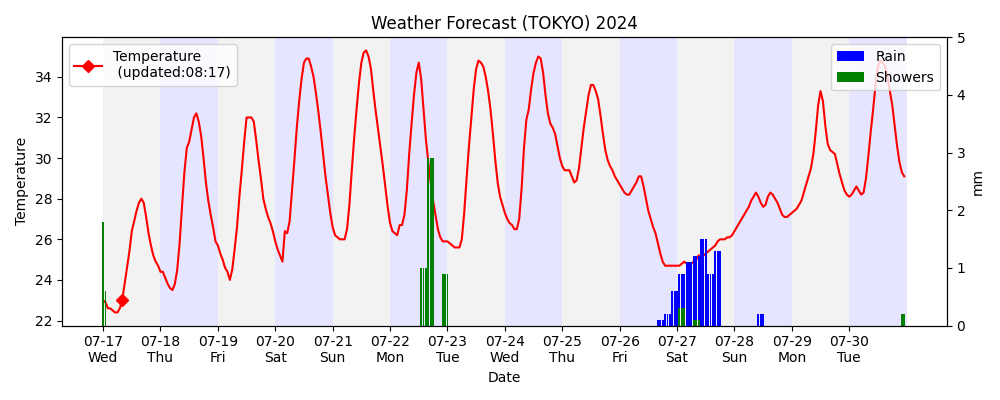 Weather Forecast (TOKYO) 2024
Temperature
(updated:08:17)
Rain
Showers
Temperature
34
32
30
28
26
24
22
5
4
3
2
1
0
mm
07-17 07-18 07-19 07-20 07-21 07-22 07-23 07-24 07-25 07-26 07-27 07-28 07-29 07-30
Wed Thu Fri Sat Sun Mon Tue Wed Thu Fri Sat Sun Mon Tue
Date